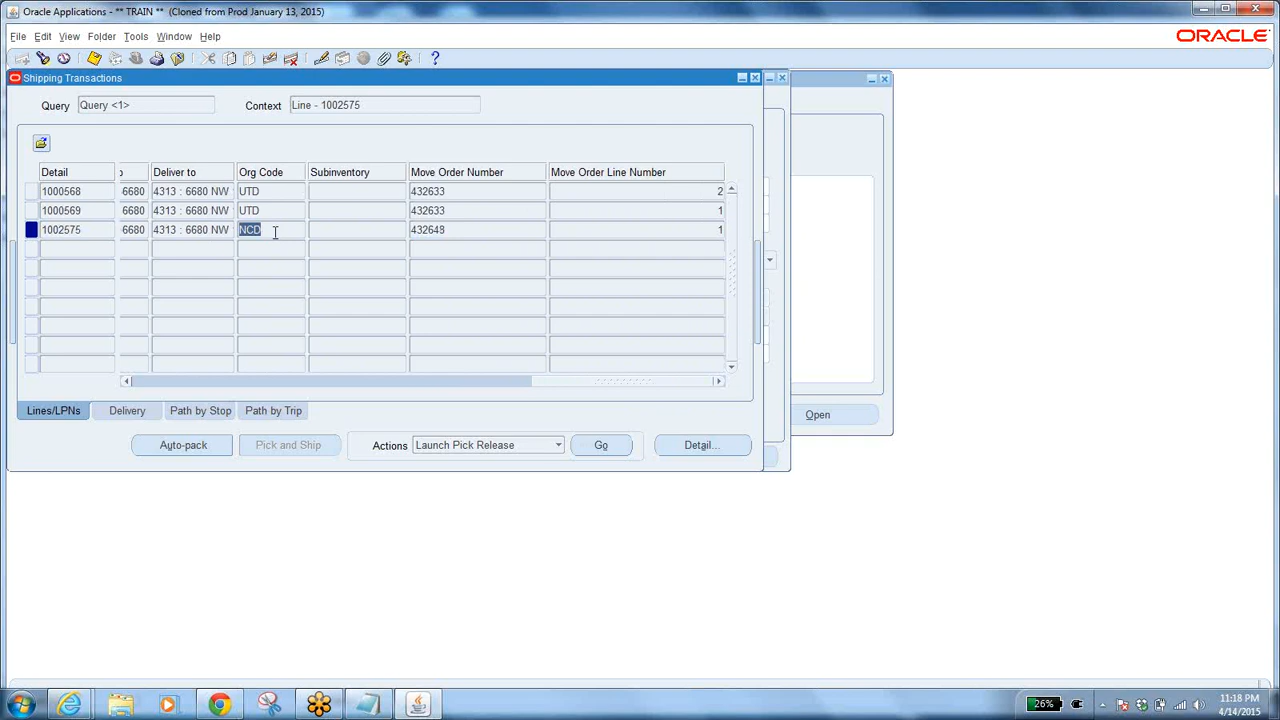 Oracle Applications - ** TRAIN ** (Cloned from Prod January 13, 2015)
File Edit View Folder Tools Window Help
ORACLE
Shipping Transactions
Query Query <1> Context Line - 1002575
Detail Deliver to Org Code Subinventory Move Order Number Move Order Line Number
1000568 6680 4313 : 6680 NW UTD 432633 2
1000569 6680 4313 : 6680 NW UTD 432633 1
1002575 6680 4313 : 6680 NW NCD 432648 1
Lines/LPNs Delivery Path by Stop Path by Trip
Open
Auto-pack Pick and Ship Actions Launch Pick Release Go Detail...
26%
11:18 PM
4/14/2015